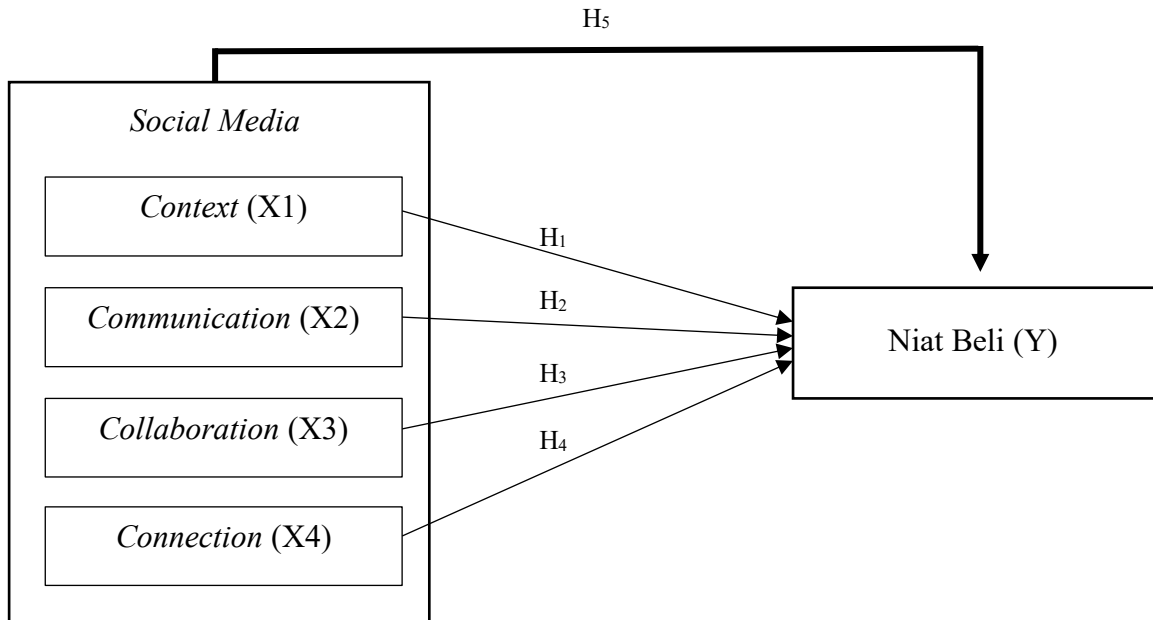 H₅
Social Media
Context (X1)
Communication (X2)
Collaboration (X3)
Connection (X4)
H₁
H₂
H₃
H₄
Niat Beli (Y)